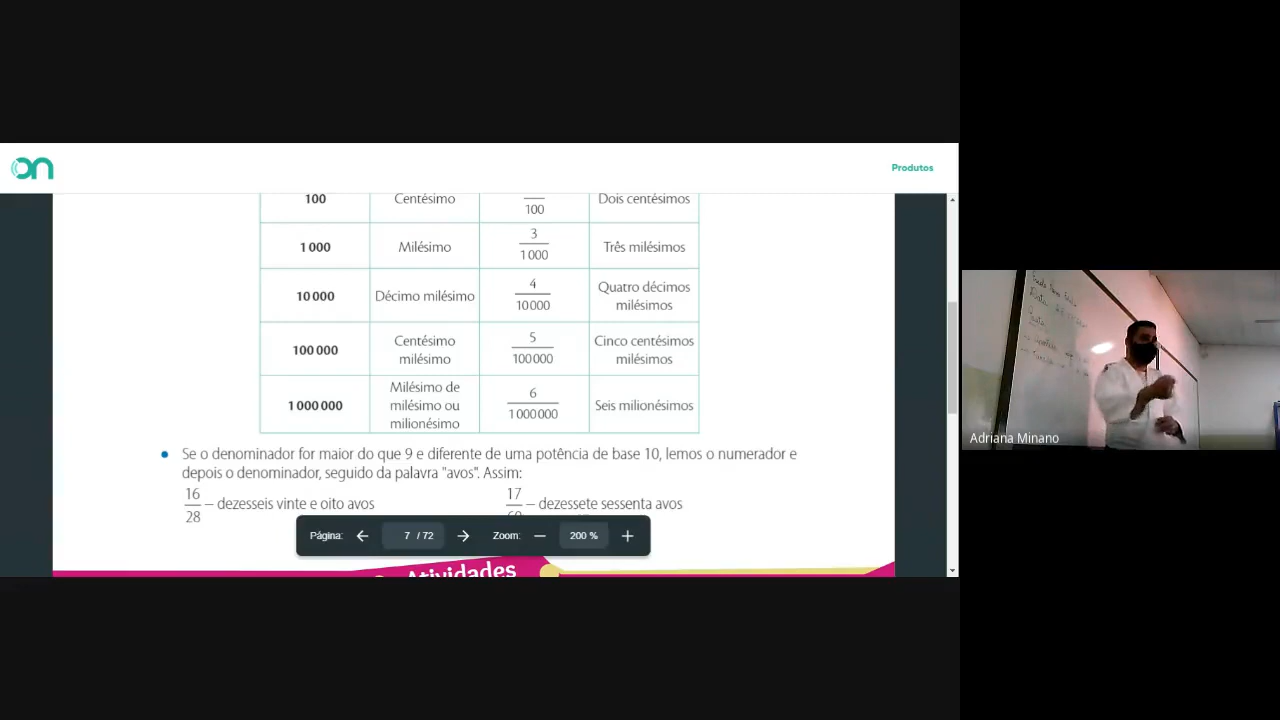 on
Produtos
100 Centésimo 100 Dois centésimos
1 000 Milésimo 3/1 000 Três milésimos
10 000 Décimo milésimo 4/10 000 Quatro décimos
milésimos
100 000 Centésimo
milésimo 5/100 000 Cinco centésimos
milésimos
1 000 000 Milésimo de
milésimo ou
milionésimo 6/1 000 000 Seis milionésimos
• Se o denominador for maior do que 9 e diferente de uma potência de base 10, lemos o numerador e
depois o denominador, seguido da palavra "avos". Assim:
16/28 – dezesseis vinte e oito avos 17/60 – dezessete sessenta avos
Página: 7 / 72 Zoom: 200 %
Atividades
Adriana Minano